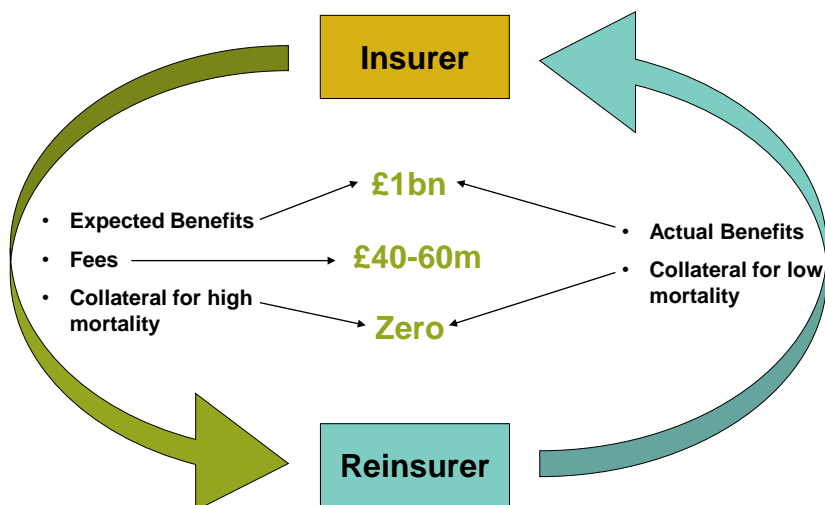 Insurer
£1bn
• Expected Benefits
• Actual Benefits
• Fees
£40-60m
• Collateral for low
mortality
• Collateral for high
mortality
Zero
Reinsurer